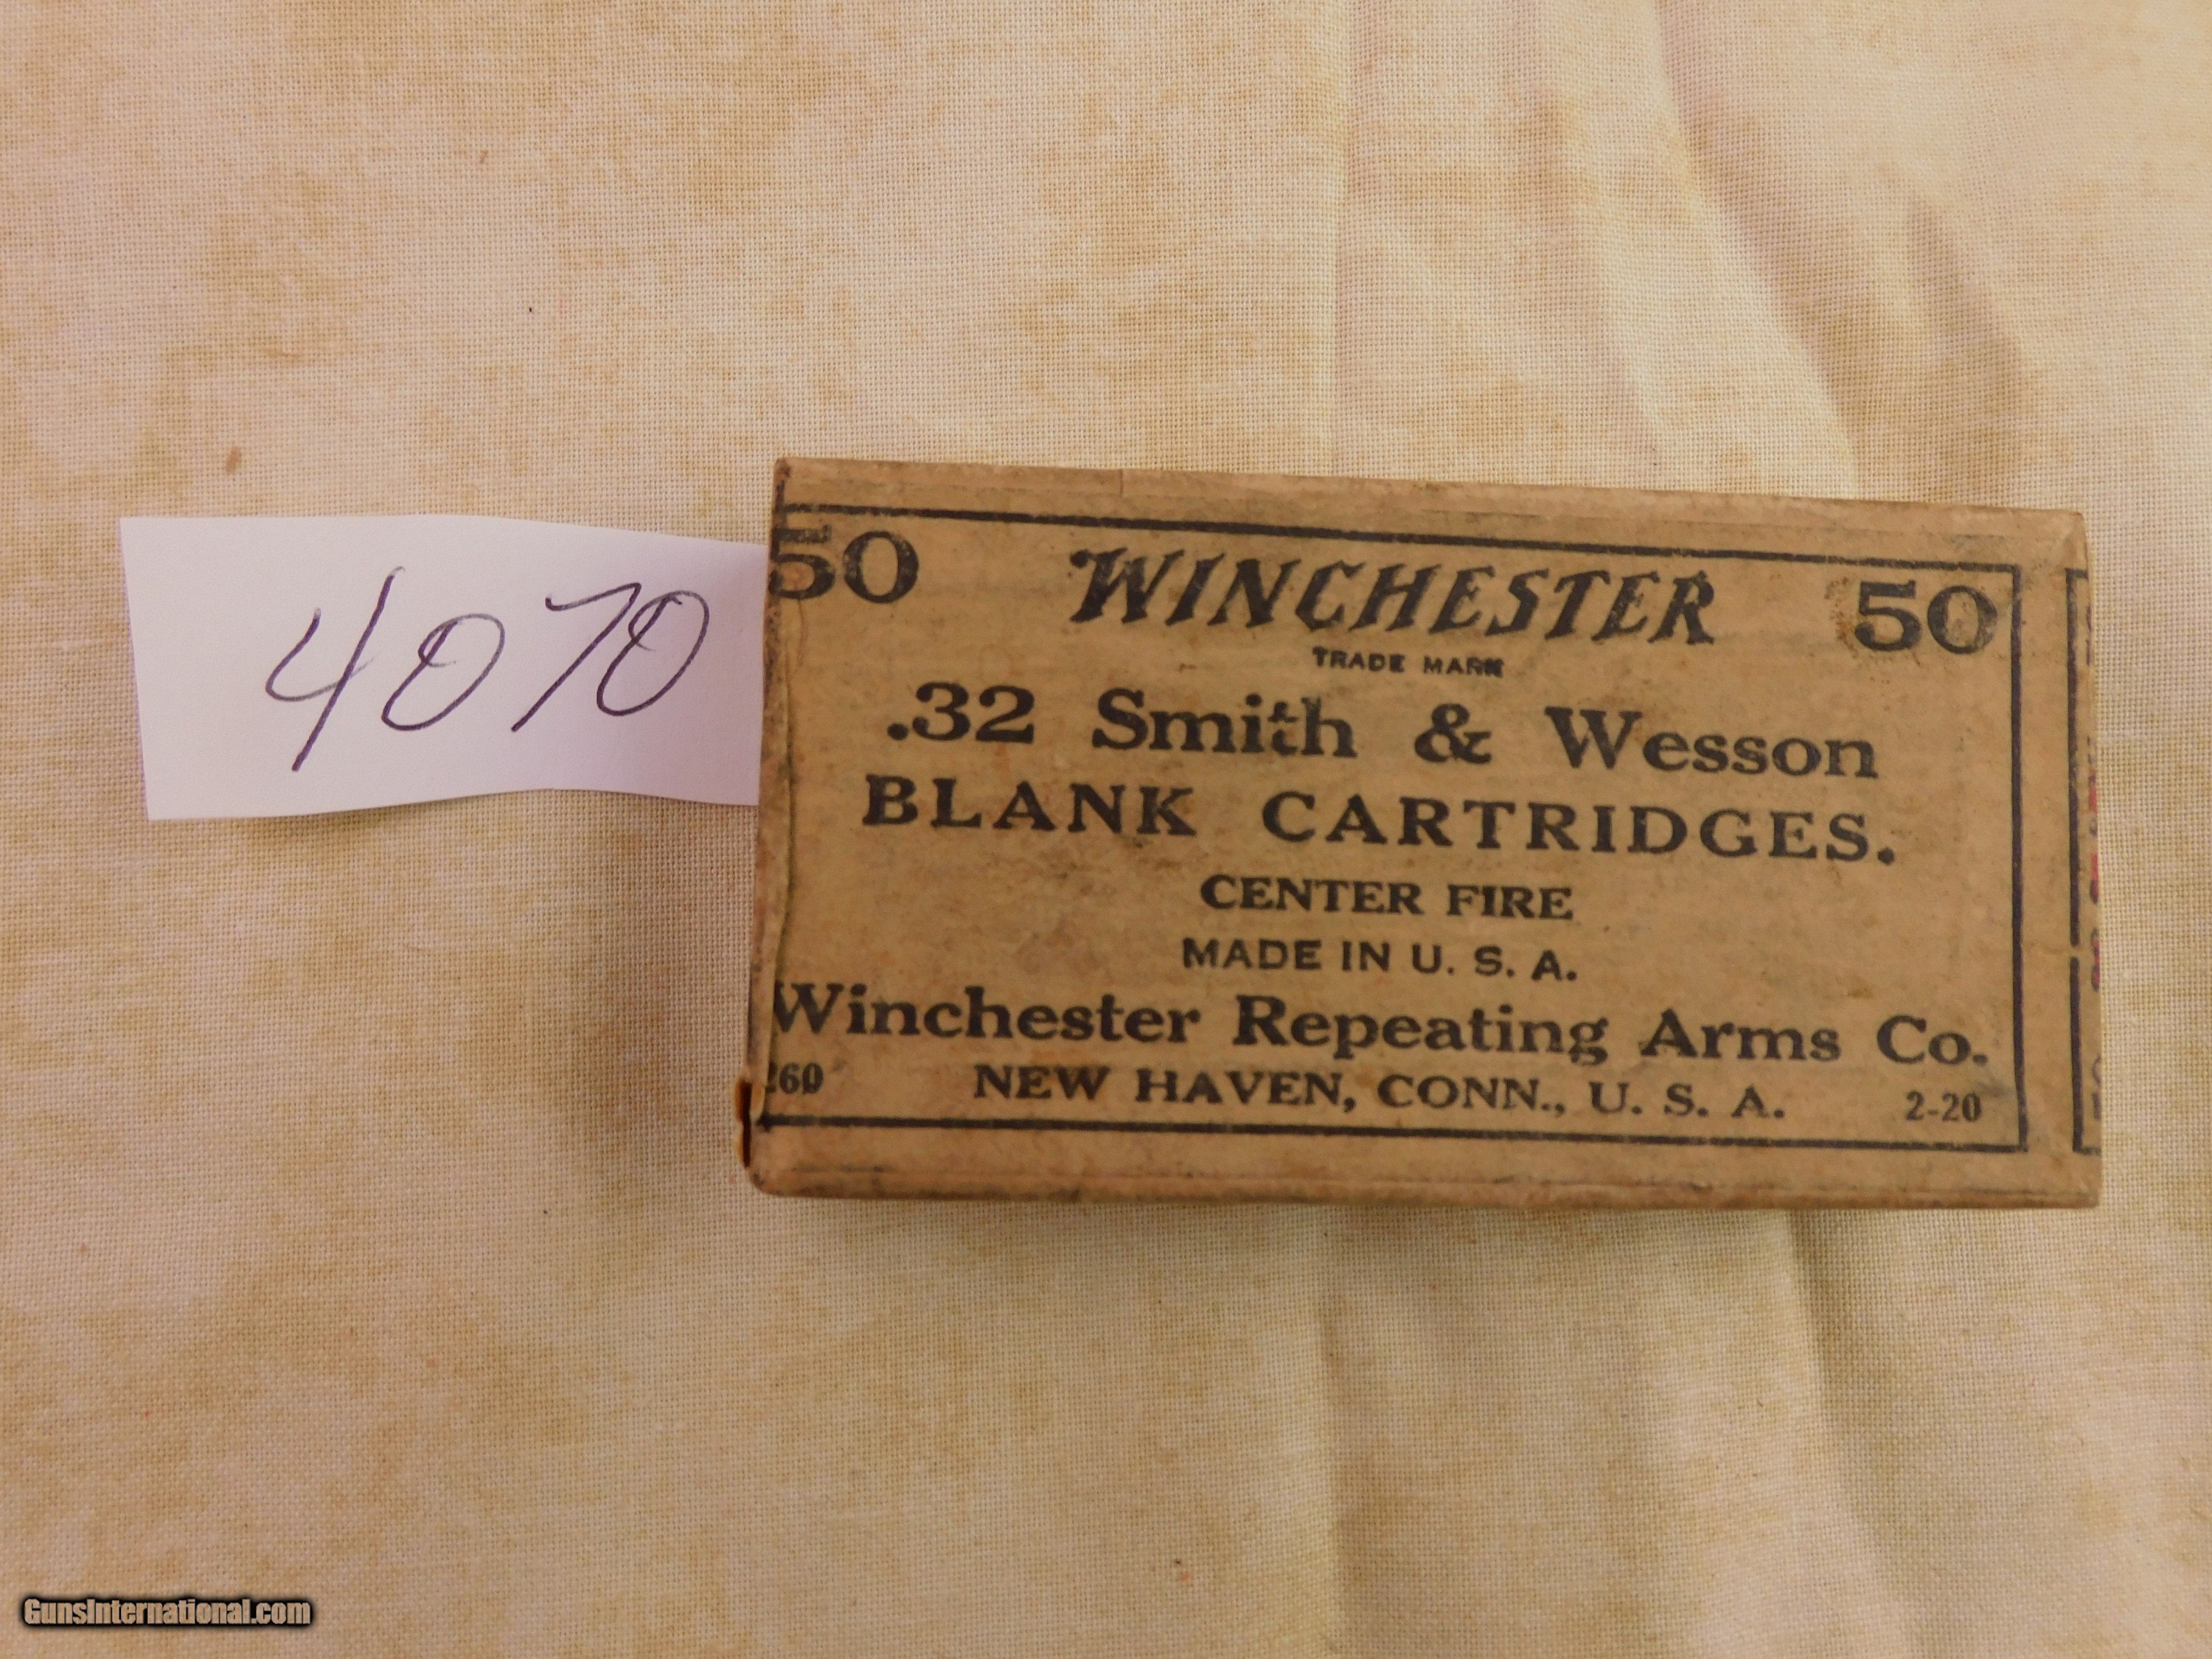 4070
50 WINCHESTER 50
TRADE MARK
.32 Smith & Wesson
BLANK CARTRIDGES.
CENTER FIRE
MADE IN U. S. A.
Winchester Repeating Arms Co.
260 NEW HAVEN, CONN., U. S. A. 2-20
GunsInternational.com